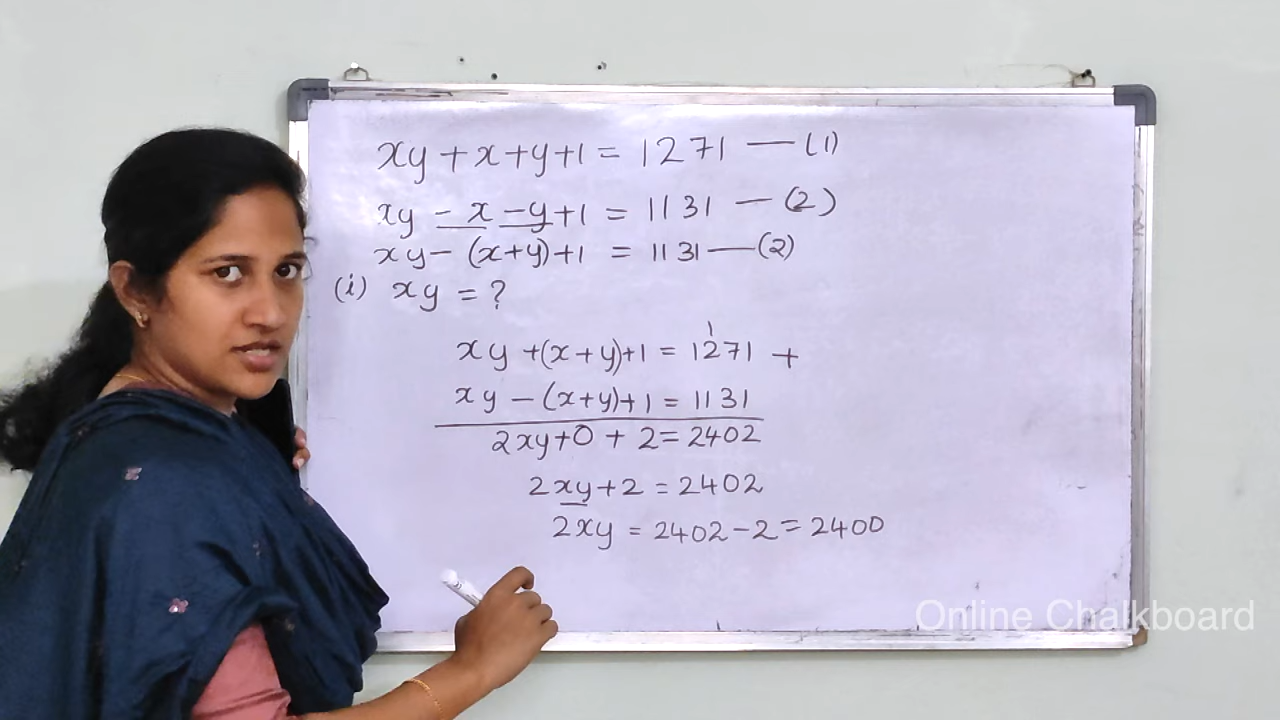 xy + x + y + 1 = 1271 — (1)
xy - x - y + 1 = 1131 — (2)
xy - (x+y) + 1 = 1131 — (2)
(i) xy = ?
1
xy + (x + y) + 1 = 1271 +
xy - (x+y) + 1 = 1131
2xy + 0 + 2 = 2402
2xy + 2 = 2402
2xy = 2402 - 2 = 2400
Online Chalkboard